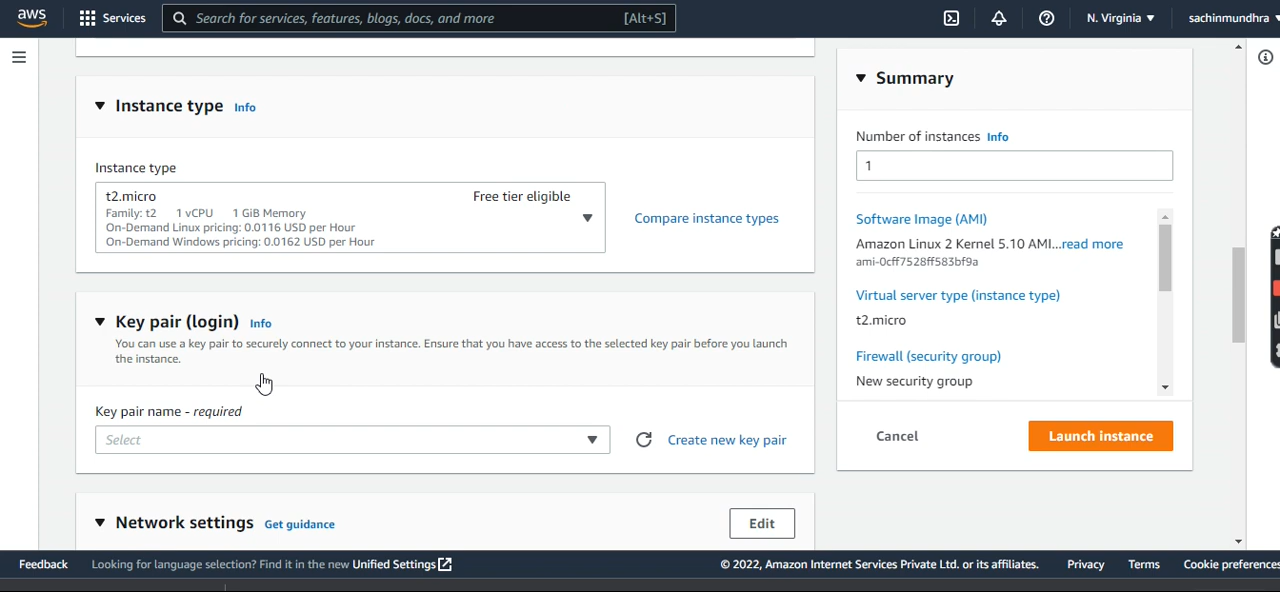 aws
Services
Search for services, features, blogs, docs, and more
[Alt+S]
N. Virginia
sachinmundhra
Instance type Info
Instance type
t2.micro
Free tier eligible
Family: t2 1 vCPU 1 GiB Memory
On-Demand Linux pricing: 0.0116 USD per Hour
On-Demand Windows pricing: 0.0162 USD per Hour
Compare instance types
Key pair (login) Info
You can use a key pair to securely connect to your instance. Ensure that you have access to the selected key pair before you launch
the instance.
Key pair name - required
Select
Create new key pair
Network settings Get guidance
Edit
Summary
Number of instances Info
1
Software Image (AMI)
Amazon Linux 2 Kernel 5.10 AMI...read more
ami-0cff7528ff583bf9a
Virtual server type (instance type)
t2.micro
Firewall (security group)
New security group
Cancel
Launch instance
Feedback
Looking for language selection? Find it in the new Unified Settings
© 2022, Amazon Internet Services Private Ltd. or its affiliates.
Privacy
Terms
Cookie preferences